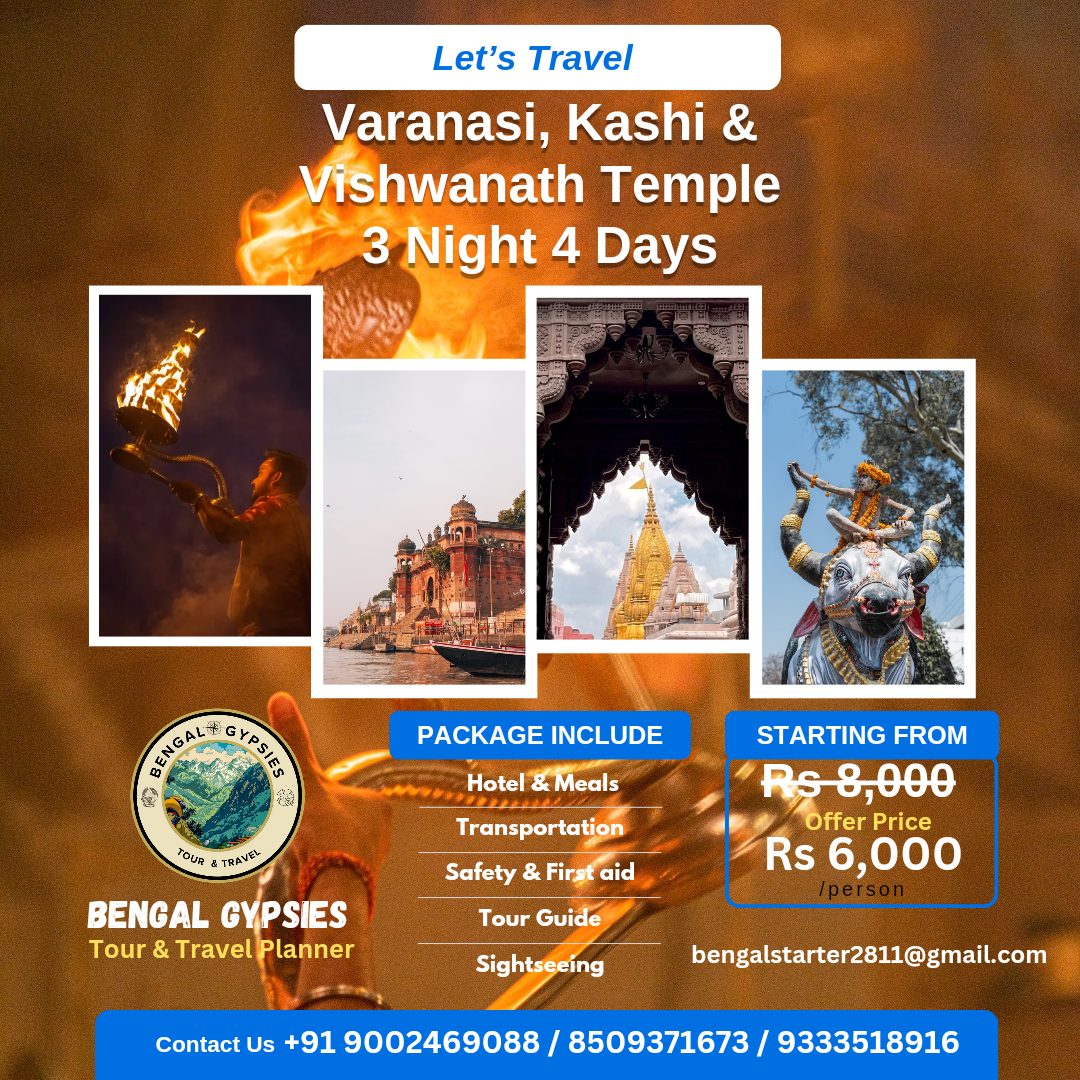 Let’s Travel
Varanasi, Kashi &
Vishwanath Temple
3 Night 4 Days
BENGAL GYPSIES
TOUR & TRAVEL
BENGAL GYPSIES
Tour & Travel Planner
PACKAGE INCLUDE
Hotel & Meals
Transportation
Safety & First aid
Tour Guide
Sightseeing
STARTING FROM
Rs 8,000
Offer Price
Rs 6,000
/person
bengalstarter2811@gmail.com
Contact Us +91 9002469088 / 8509371673 / 9333518916